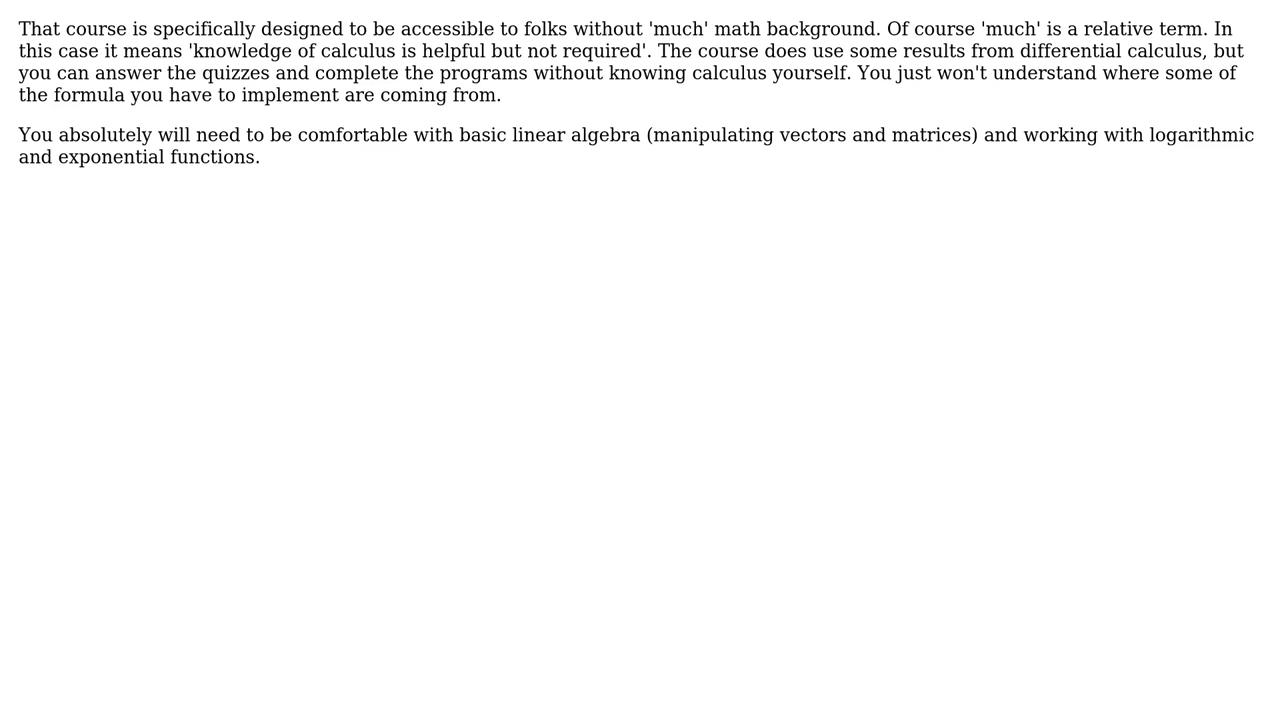 That course is specifically designed to be accessible to folks without 'much' math background. Of course 'much' is a relative term. In
this case it means 'knowledge of calculus is helpful but not required'. The course does use some results from differential calculus, but
you can answer the quizzes and complete the programs without knowing calculus yourself. You just won't understand where some of
the formula you have to implement are coming from.
You absolutely will need to be comfortable with basic linear algebra (manipulating vectors and matrices) and working with logarithmic
and exponential functions.